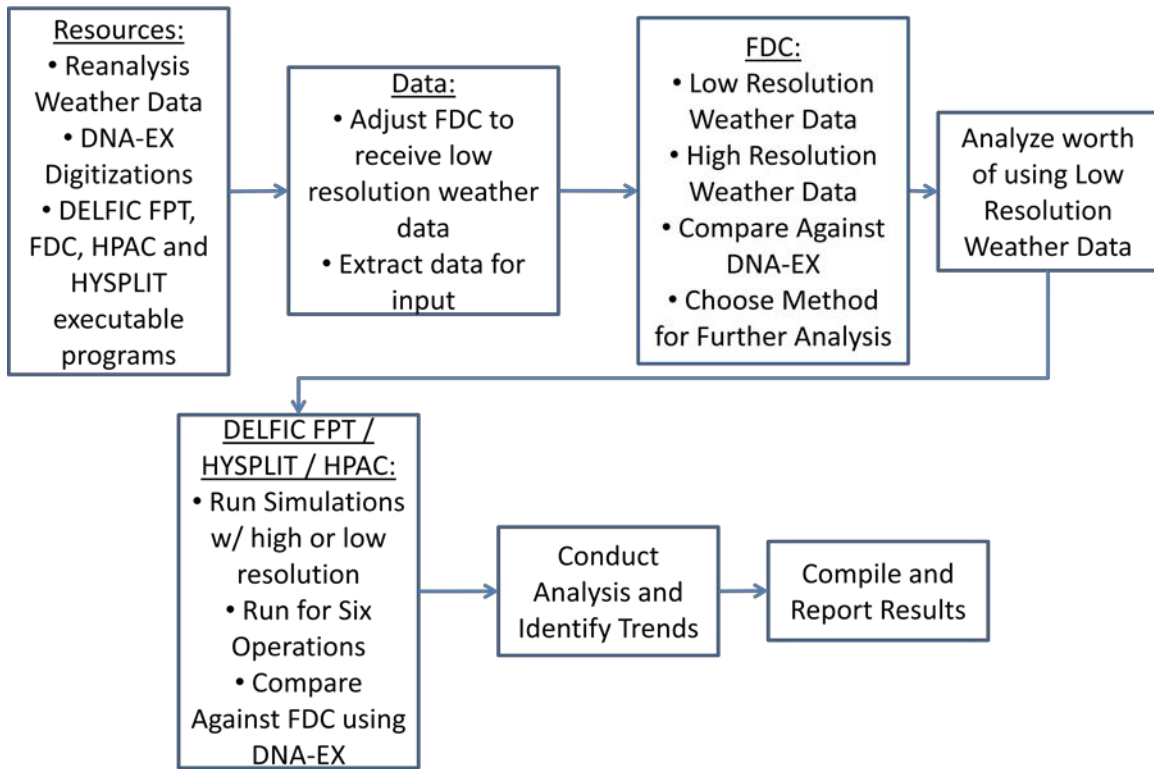 Resources:
• Reanalysis
Weather Data
• DNA-EX
Digitizations
• DELFIC FPT,
FDC, HPAC and
HYSPLIT
executable
programs
Data:
• Adjust FDC to
receive low
resolution weather
data
• Extract data for
input
FDC:
• Low Resolution
Weather Data
• High Resolution
Weather Data
• Compare Against
DNA-EX
• Choose Method
for Further Analysis
Analyze worth
of using Low
Resolution
Weather Data
DELFIC FPT /
HYSPLIT / HPAC:
• Run Simulations
w/ high or low
resolution
• Run for Six
Operations
• Compare
Against FDC using
DNA-EX
Conduct
Analysis and
Identify Trends
Compile and
Report Results